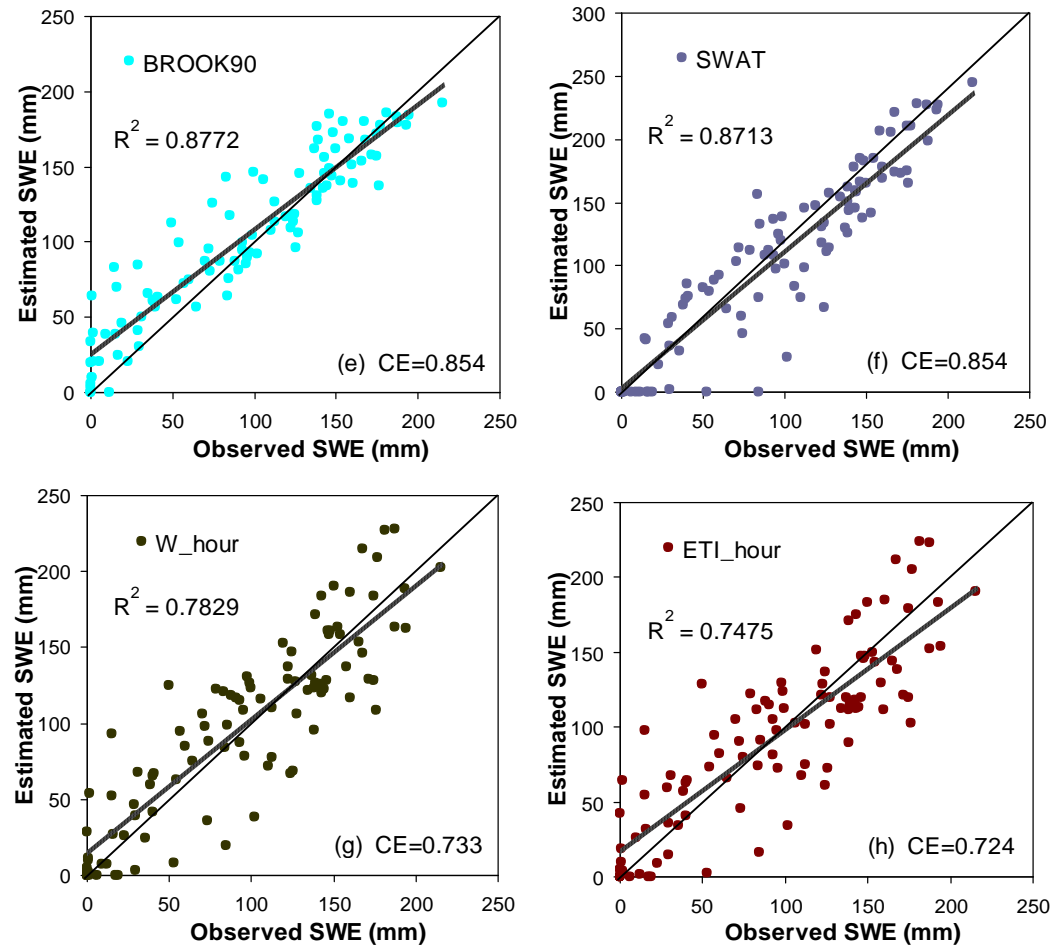 250
200
150
100
50
0
Estimated SWE (mm)
BROOK90
R² = 0.8772
(e) CE=0.854
0 50 100 150 200 250
Observed SWE (mm)
300
250
200
150
100
50
0
Estimated SWE (mm)
SWAT
R² = 0.8713
(f) CE=0.854
0 50 100 150 200 250
Observed SWE (mm)
250
200
150
100
50
0
Estimated SWE (mm)
W_hour
R² = 0.7829
(g) CE=0.733
0 50 100 150 200 250
Observed SWE (mm)
250
200
150
100
50
0
Estimated SWE (mm)
ETI_hour
R² = 0.7475
(h) CE=0.724
0 50 100 150 200 250
Observed SWE (mm)